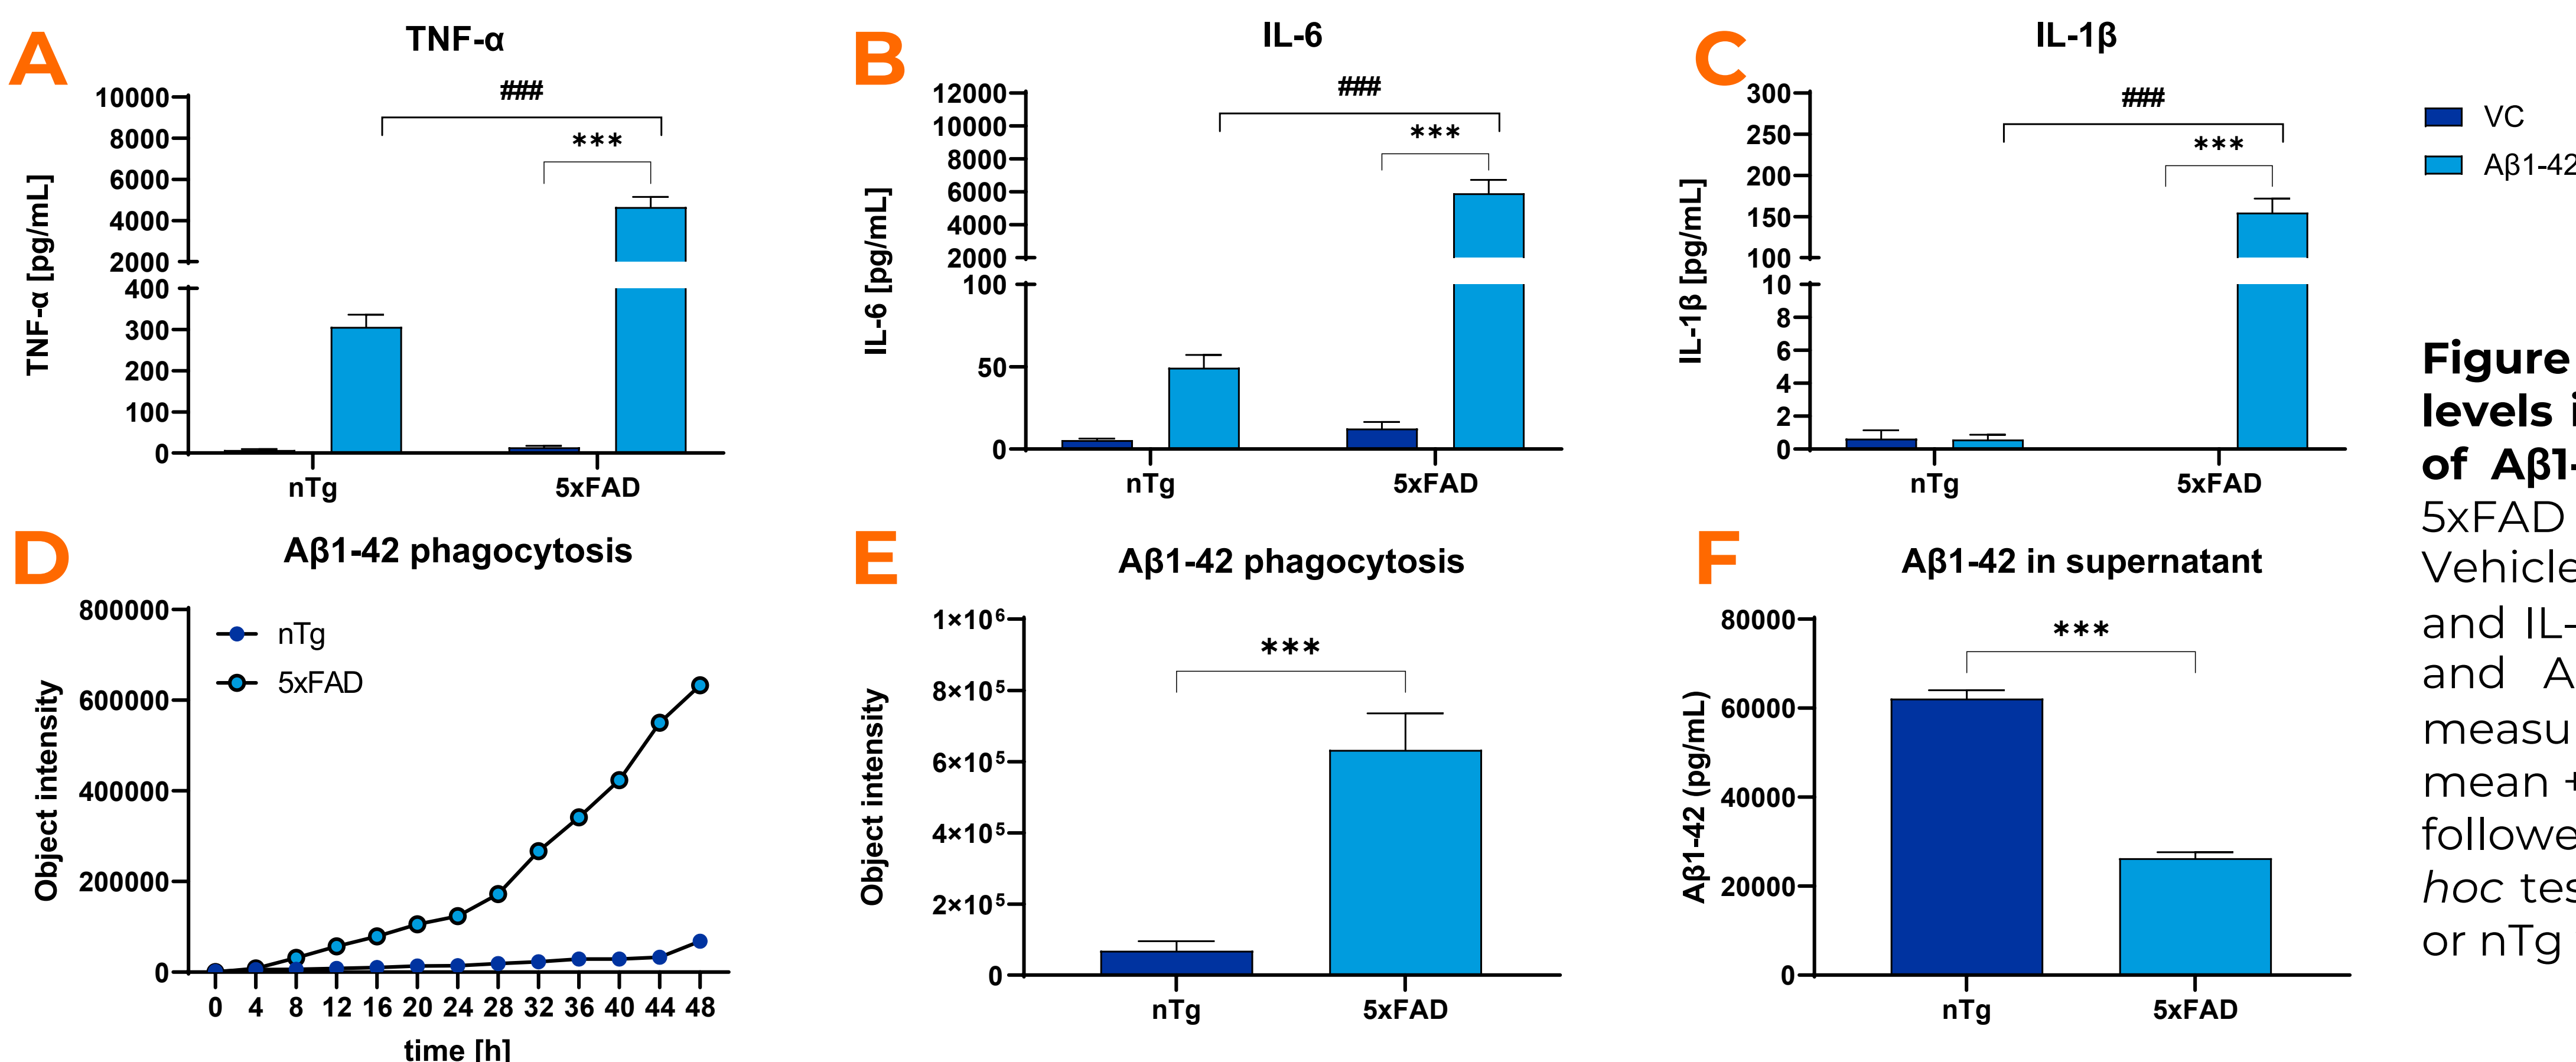 A
TNF-α
###
***
TNF-α [pg/mL]
10000
8000
6000
4000
2000
400
300
200
100
0
nTg
5xFAD
B
IL-6
###
***
IL-6 [pg/mL]
12000
10000
8000
6000
4000
2000
100
50
0
nTg
5xFAD
C
IL-1β
###
***
IL-1β [pg/mL]
300
250
200
150
100
10
8
6
4
2
0
nTg
5xFAD
VC
Aβ1-42
D
Aβ1-42 phagocytosis
nTg
5xFAD
Object intensity
800000
600000
400000
200000
0
0 4 8 12 16 20 24 28 32 36 40 44 48
time [h]
E
Aβ1-42 phagocytosis
***
Object intensity
1×10⁶
8×10⁵
6×10⁵
4×10⁵
2×10⁵
0
nTg
5xFAD
F
Aβ1-42 in supernatant
***
Aβ1-42 (pg/mL)
80000
60000
40000
20000
0
nTg
5xFAD
Figure
levels
of Aβ1-
5xFAD
Vehicle
and IL-
and A
measu
mean
followe
hoc tes
or nTg